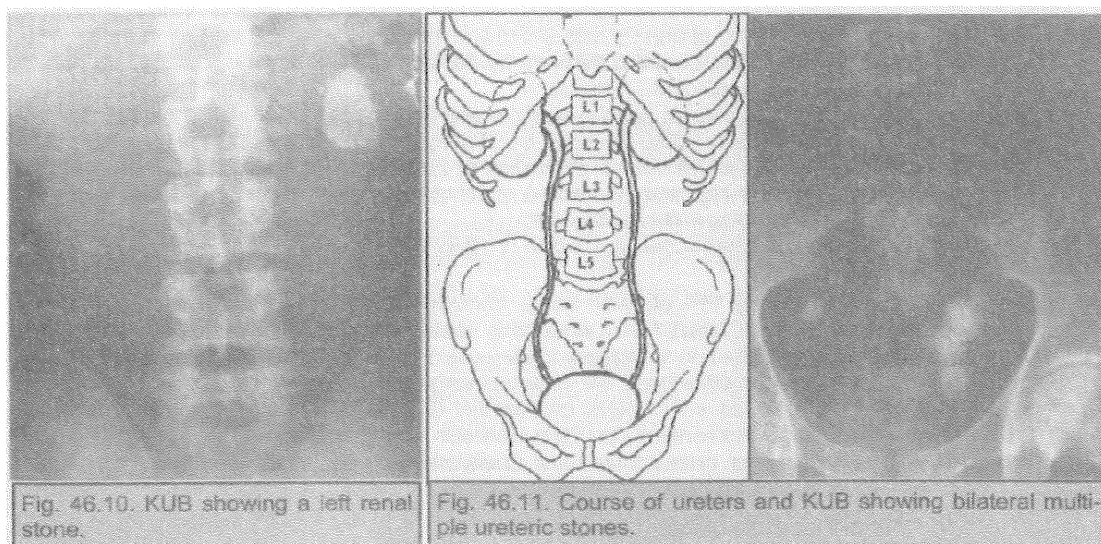 L1
L2
L3
L4
L5
Fig. 46.10. KUB showing a left renal
stone.
Fig. 46.11. Course of ureters and KUB showing bilateral multi-
ple ureteric stones.